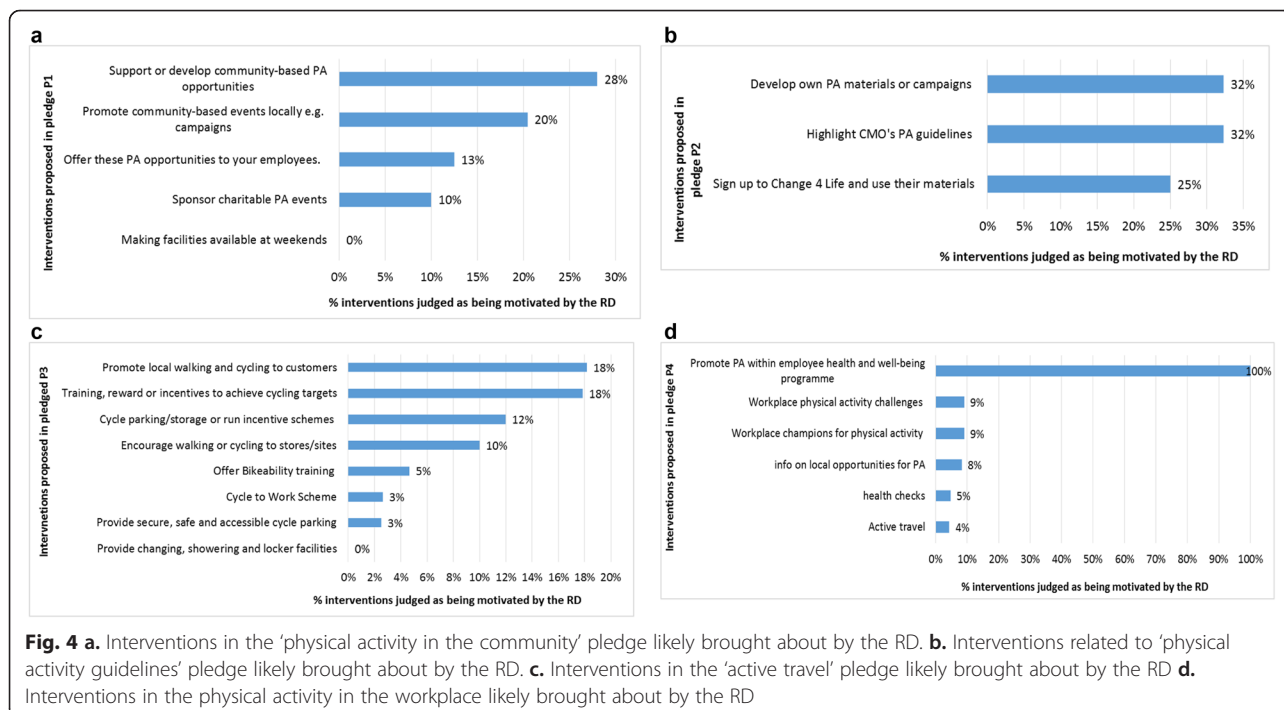 a
Interventions proposed in pledge P1
Support or develop community-based PA
opportunities
28%
Promote community-based events locally e.g.
campaigns
20%
Offer these PA opportunities to your employees.
13%
Sponsor charitable PA events
10%
Making facilities available at weekends
0%
0% 5% 10% 15% 20% 25% 30%
% interventions judged as being motivated by the RD
b
Interventions proposed in
pledge P2
Develop own PA materials or campaigns
32%
Highlight CMO's PA guidelines
32%
Sign up to Change 4 Life and use their materials
25%
0% 5% 10% 15% 20% 25% 30% 35%
% interventions judged as being motivated by the RD
c
Intervnetions proposed in pledged P3
Promote local walking and cycling to customers
18%
Training, reward or incentives to achieve cycling targets
18%
Cycle parking/storage or run incentive schemes
12%
Encourage walking or cycling to stores/sites
10%
Offer Bikeability training
5%
Cycle to Work Scheme
3%
Provide secure, safe and accessible cycle parking
3%
Provide changing, showering and locker facilities
0%
0% 2% 4% 6% 8% 10% 12% 14% 16% 18% 20%
% interventions judged as being motivated by the RD
d
Interventions proposed in pledge P4
Promote PA within employee health and well-being
programme
100%
Workplace physical activity challenges
9%
Workplace champions for physical activity
9%
info on local opportunities for PA
8%
health checks
5%
Active travel
4%
0% 10% 20% 30% 40% 50% 60% 70% 80% 90% 100%
% interventions judged as being motivated by the RD
Fig. 4 a. Interventions in the ‘physical activity in the community’ pledge likely brought about by the RD. b. Interventions related to ‘physical
activity guidelines’ pledge likely brought about by the RD. c. Interventions in the ‘active travel’ pledge likely brought about by the RD d.
Interventions in the physical activity in the workplace likely brought about by the RD